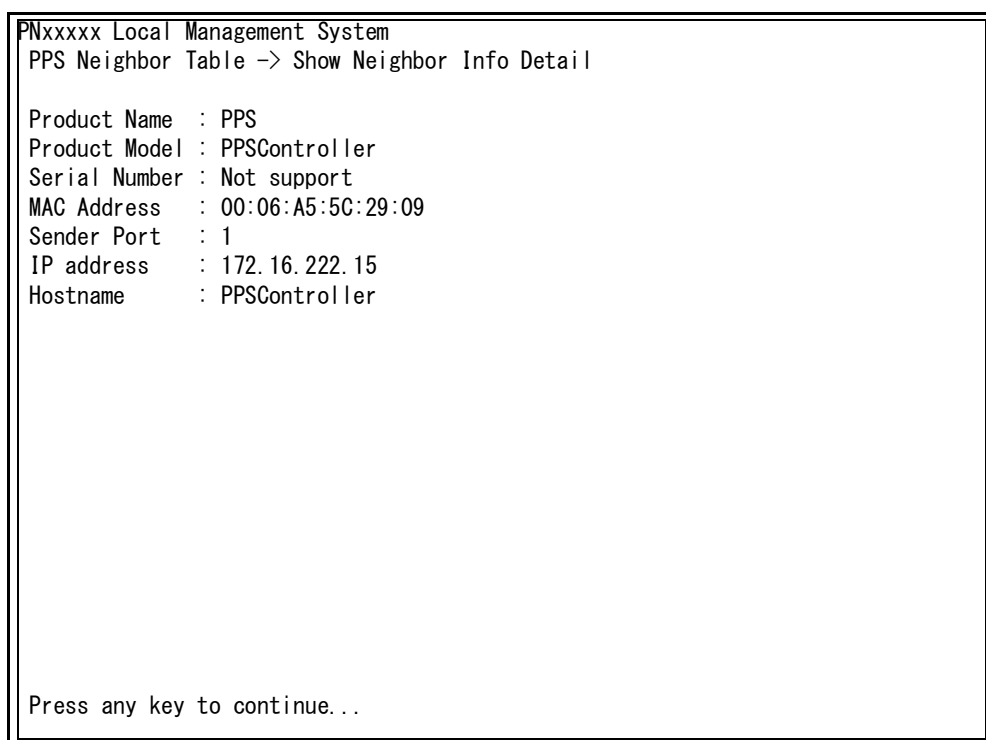 PNxxxxx Local Management System
PPS Neighbor Table -> Show Neighbor Info Detail
Product Name : PPS
Product Model : PPSController
Serial Number : Not support
MAC Address : 00:06:A5:5C:29:09
Sender Port : 1
IP address : 172.16.222.15
Hostname : PPSController
Press any key to continue...